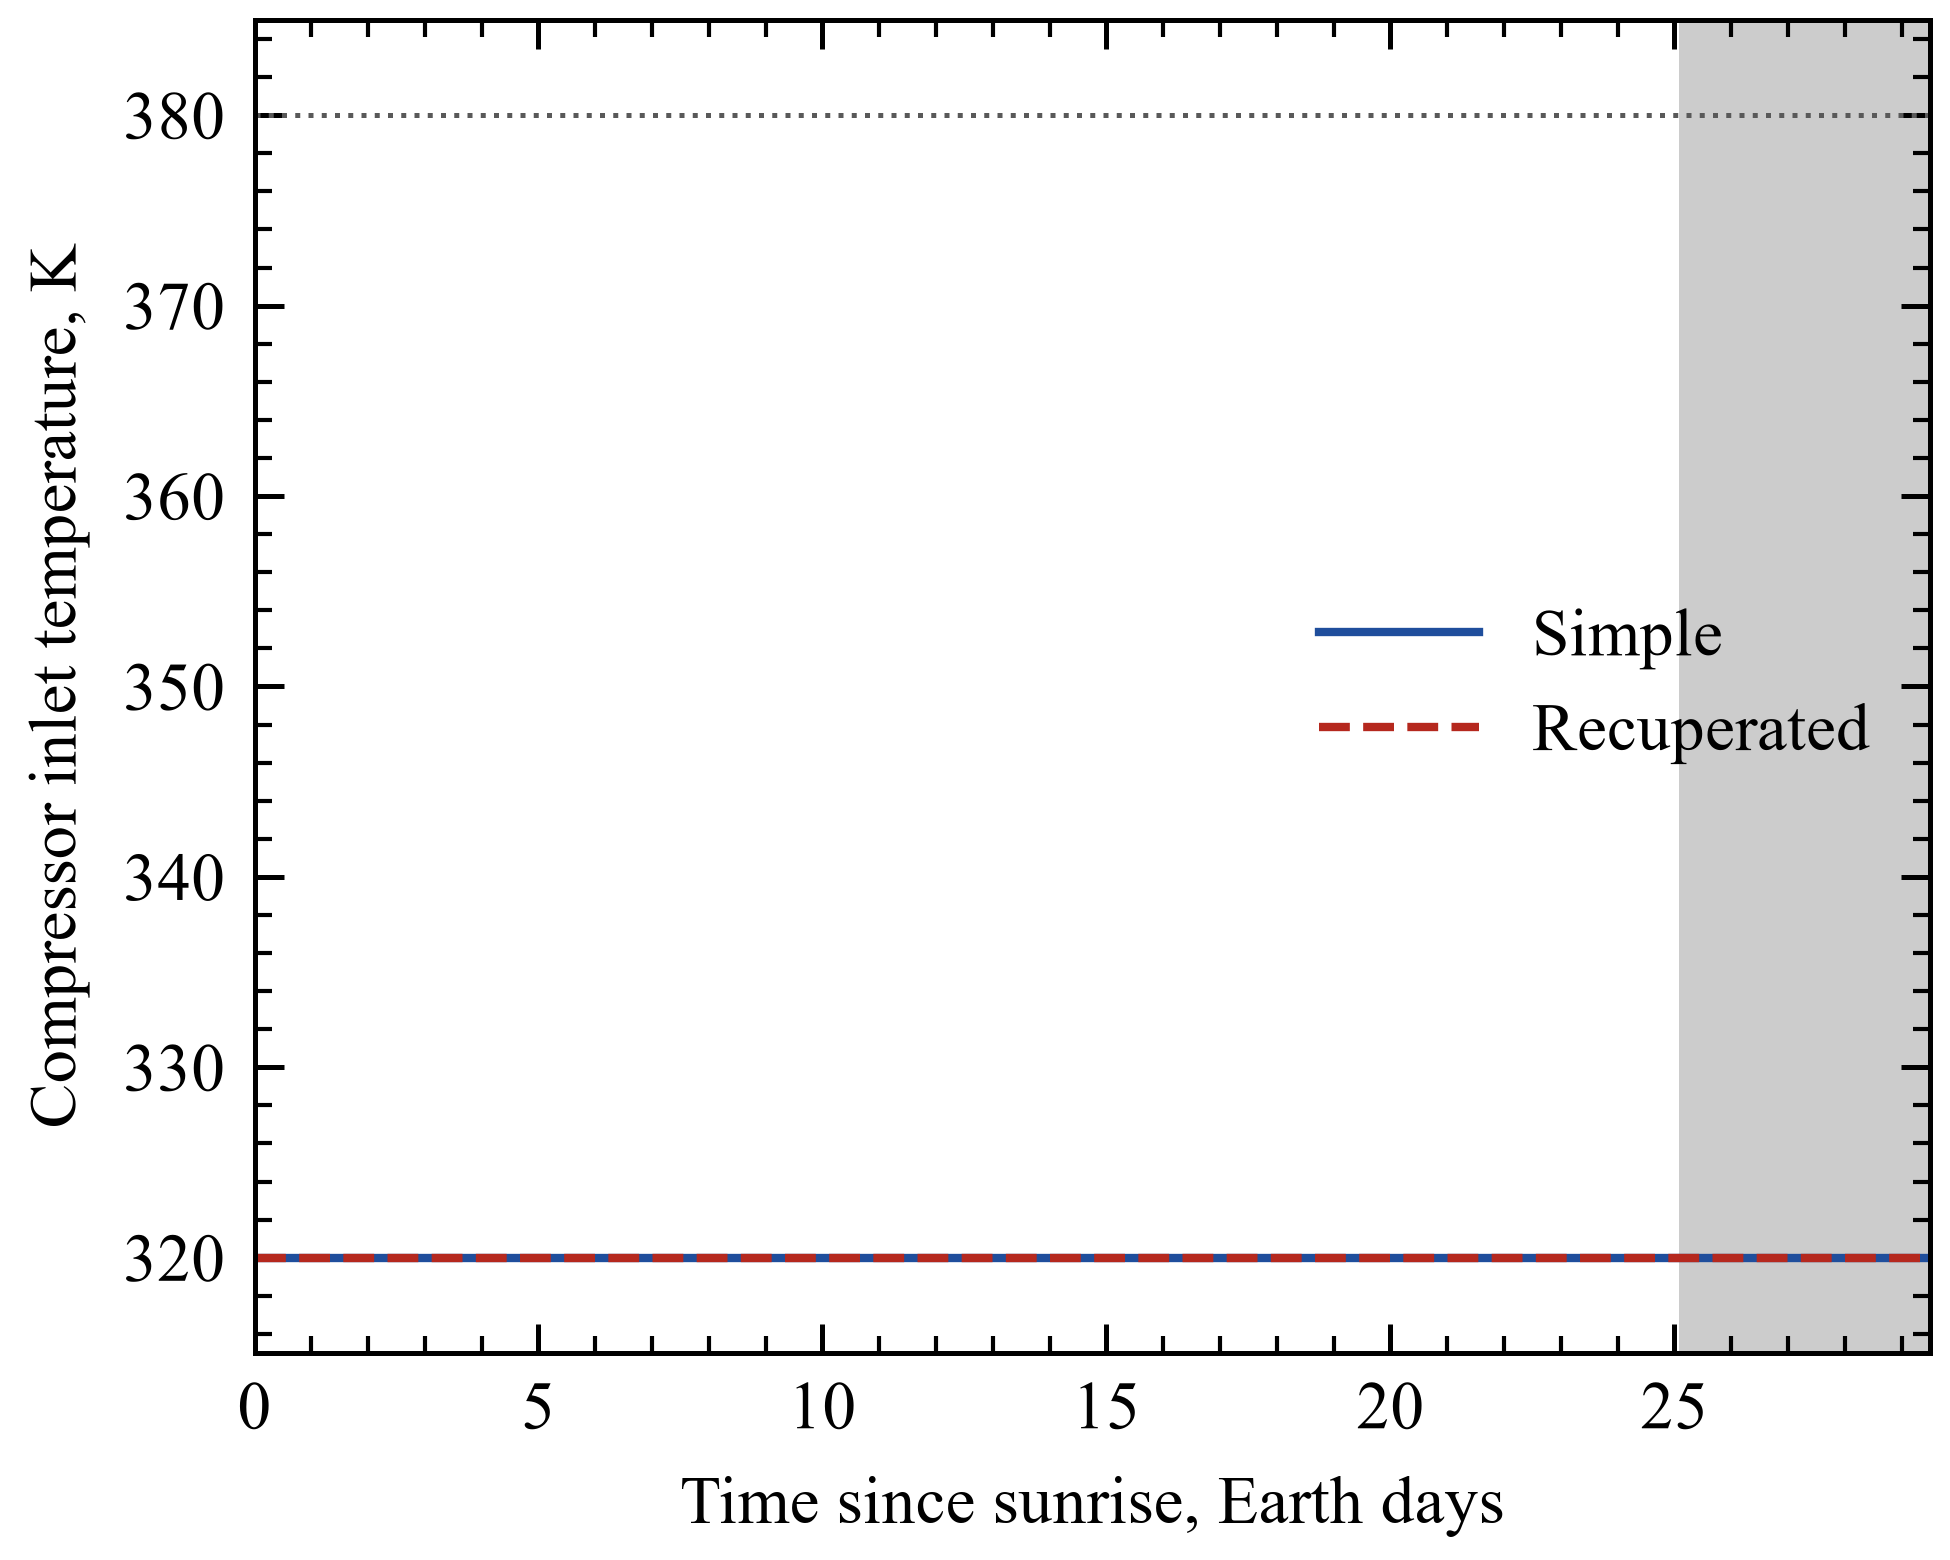 380
370
360
350
340
330
320
Compressor inlet temperature, K
Simple
Recuperated
0 5 10 15 20 25
Time since sunrise, Earth days